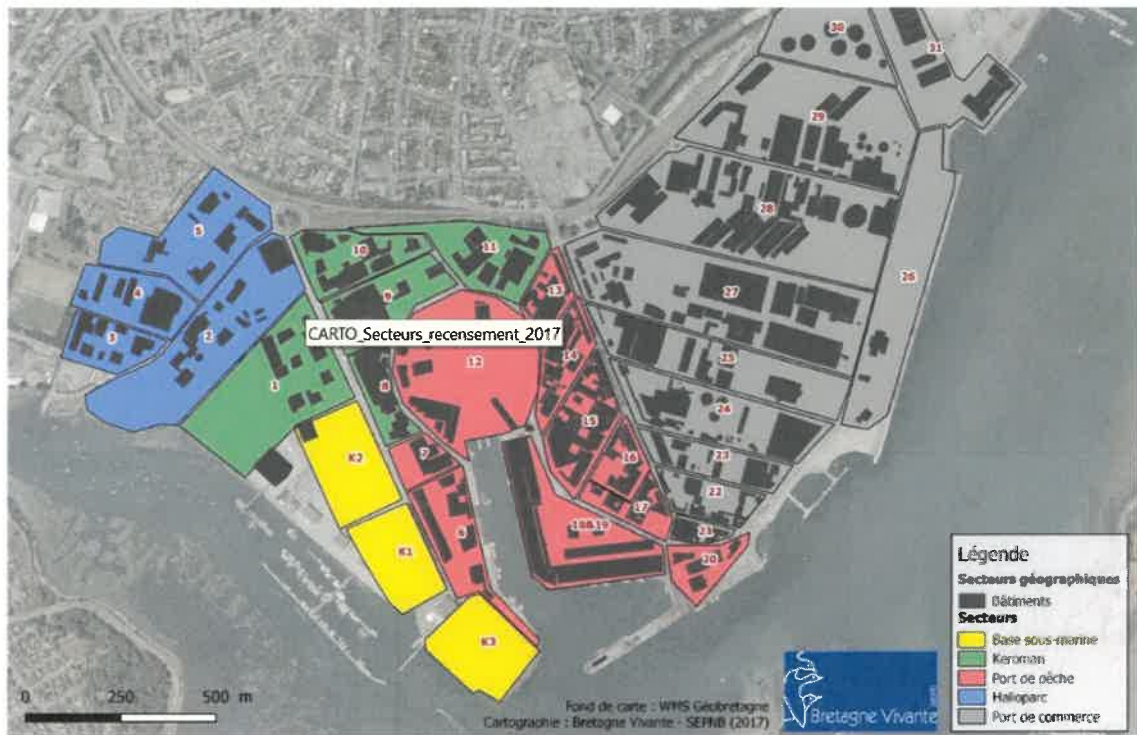 30
31
29
28
5
10
11
26
4
9
13
27
3
2
CARTO_Secteurs_recensement_2017
14
12
25
1
8
24
15
K2
7
16
23
22
17
6
18&19
21
K1
20
K3
Légende
Secteurs géographiques
Bâtiments
Secteurs
Base sous-marine
Keroman
Port de pêche
Halloparc
Port de commerce
0 250 500 m
Fond de carte : WMS Géobretagne
Cartographie : Bretagne Vivante - SEPNB (2017)
Bretagne Vivante